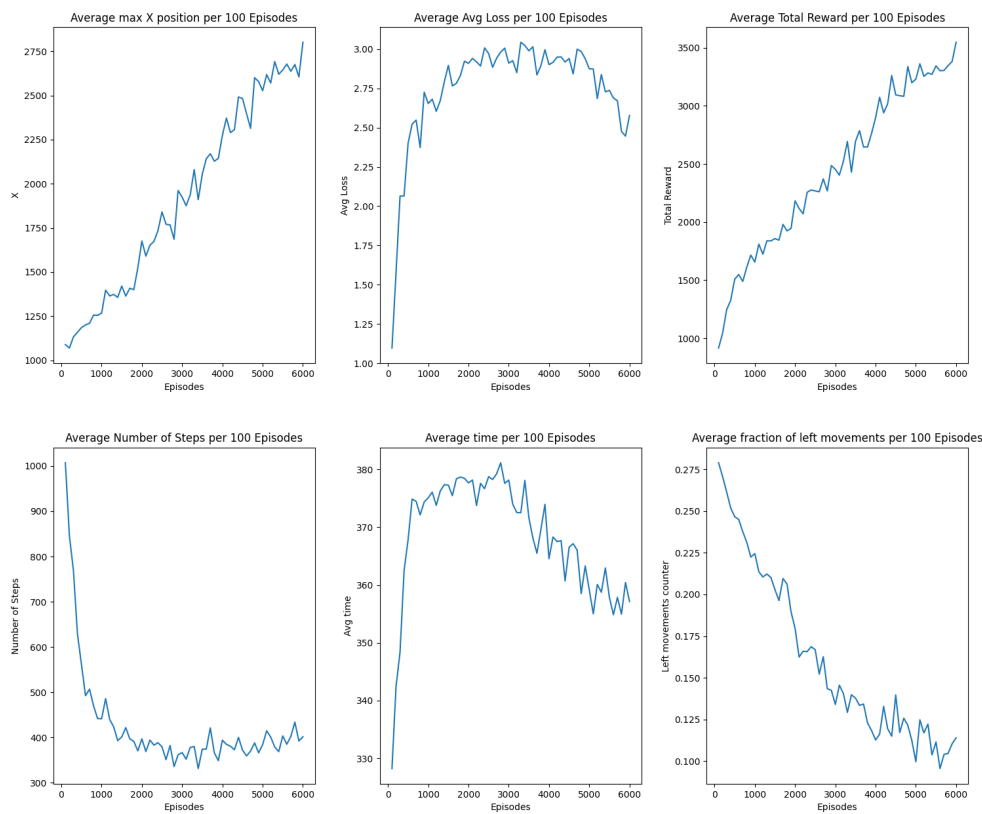 Average max X position per 100 Episodes
X
2750
2500
2250
2000
1750
1500
1250
1000
0 1000 2000 3000 4000 5000 6000
Episodes
Average Avg Loss per 100 Episodes
Avg Loss
3.00
2.75
2.50
2.25
2.00
1.75
1.50
1.25
1.00
0 1000 2000 3000 4000 5000 6000
Episodes
Average Total Reward per 100 Episodes
Total Reward
3500
3000
2500
2000
1500
1000
0 1000 2000 3000 4000 5000 6000
Episodes
Average Number of Steps per 100 Episodes
Number of Steps
1000
900
800
700
600
500
400
300
0 1000 2000 3000 4000 5000 6000
Episodes
Average time per 100 Episodes
Avg time
380
370
360
350
340
330
0 1000 2000 3000 4000 5000 6000
Episodes
Average fraction of left movements per 100 Episodes
Left movements counter
0.275
0.250
0.225
0.200
0.175
0.150
0.125
0.100
0 1000 2000 3000 4000 5000 6000
Episodes